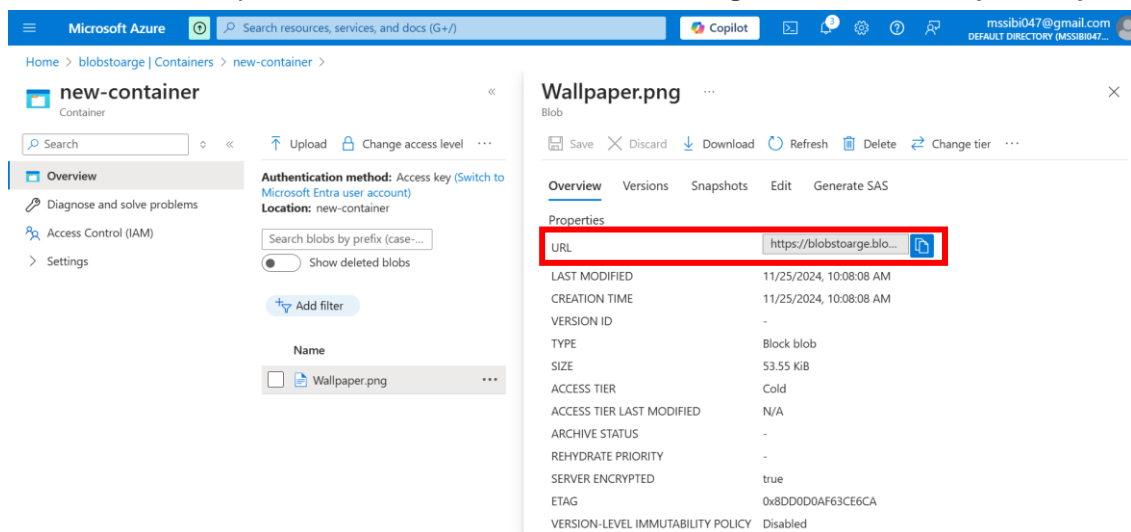 Microsoft Azure
Search resources, services, and docs (G+/)
Copilot
3
mssibi047@gmail.com
DEFAULT DIRECTORY (MSSIBI047...
Home > blobstoarge | Containers > new-container >
new-container
Container
Search
Overview
Diagnose and solve problems
Access Control (IAM)
Settings
Upload
Change access level
Authentication method: Access key (Switch to
Microsoft Entra user account)
Location: new-container
Search blobs by prefix (case-...
Show deleted blobs
Add filter
Name
Wallpaper.png
Wallpaper.png
Blob
Save
Discard
Download
Refresh
Delete
Change tier
Overview
Versions
Snapshots
Edit
Generate SAS
Properties
URL https://blobstoarge.blo...
LAST MODIFIED 11/25/2024, 10:08:08 AM
CREATION TIME 11/25/2024, 10:08:08 AM
VERSION ID -
TYPE Block blob
SIZE 53.55 KiB
ACCESS TIER Cold
ACCESS TIER LAST MODIFIED N/A
ARCHIVE STATUS -
REHYDRATE PRIORITY -
SERVER ENCRYPTED true
ETAG 0x8DD0D0AF63CE6CA
VERSION-LEVEL IMMUTABILITY POLICY Disabled